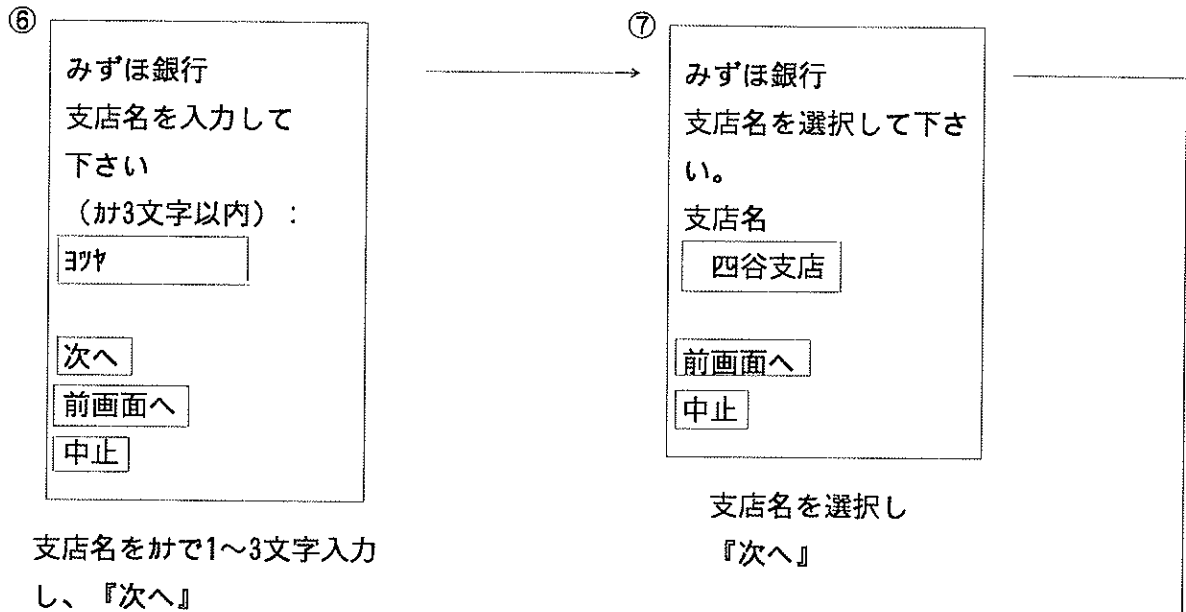 ⑥
みずほ銀行
支店名を入力して
下さい
（ｶﾅ3文字以内）：
ﾖﾂﾔ
次へ
前画面へ
中止
支店名をｶﾅで1～3文字入力
し、『次へ』
⑦
みずほ銀行
支店名を選択して下さ
い。
支店名
四谷支店
前画面へ
中止
支店名を選択し
『次へ』